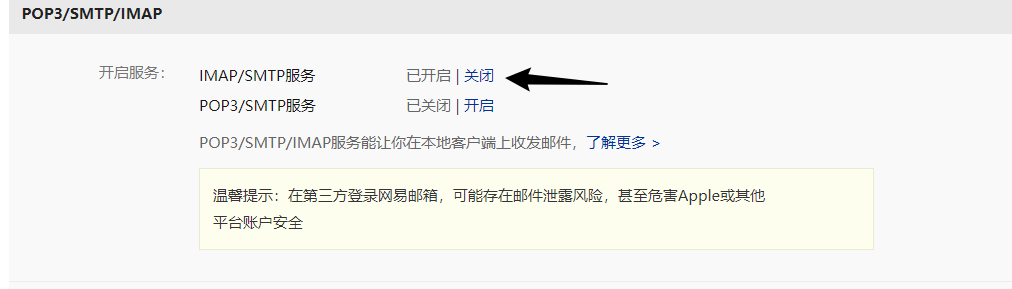 POP3/SMTP/IMAP
开启服务： IMAP/SMTP服务 已开启 | 关闭
POP3/SMTP服务 已关闭 | 开启
POP3/SMTP/IMAP服务能让你在本地客户端上收发邮件，了解更多 >
温馨提示：在第三方登录网易邮箱，可能存在邮件泄露风险，甚至危害Apple或其他
平台账户安全